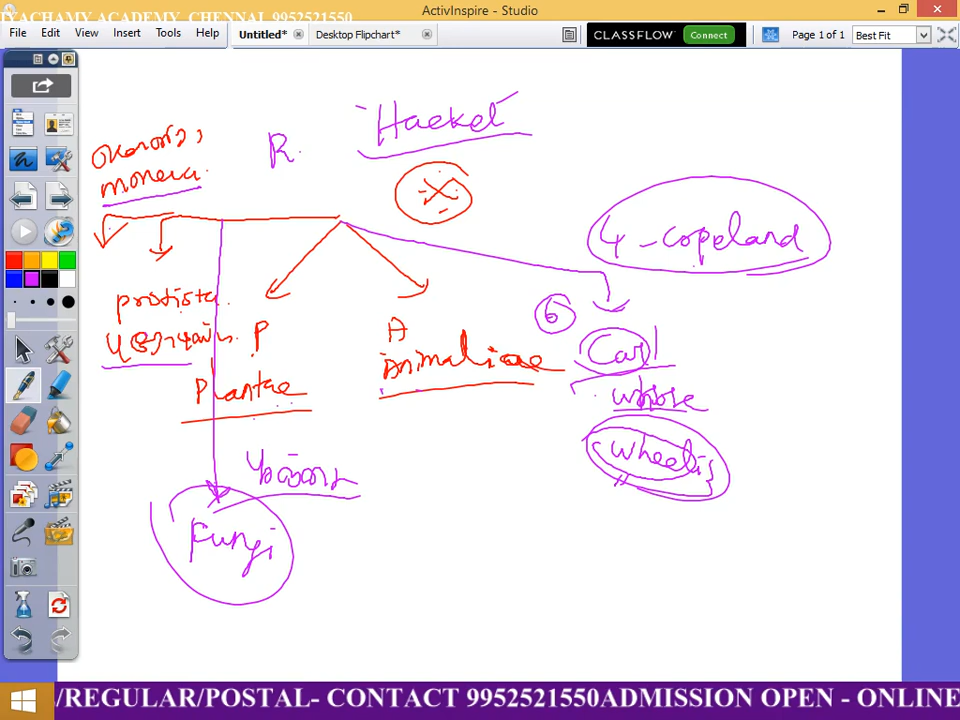 IYACHAMY ACADEMY, CHENNAI 9952521550
ActivInspire - Studio
File Edit View Insert Tools Help
Untitled* Desktop Flipchart*
CLASSFLOW Connect
Page 1 of 1 Best Fit
Haekel
R.
monera
4 - copeland
protista
6
P
A
Carl
Animaliae
Plantae
whose
wheelis
Fungi
/REGULAR/POSTAL- CONTACT 9952521550ADMISSION OPEN - ONLINE